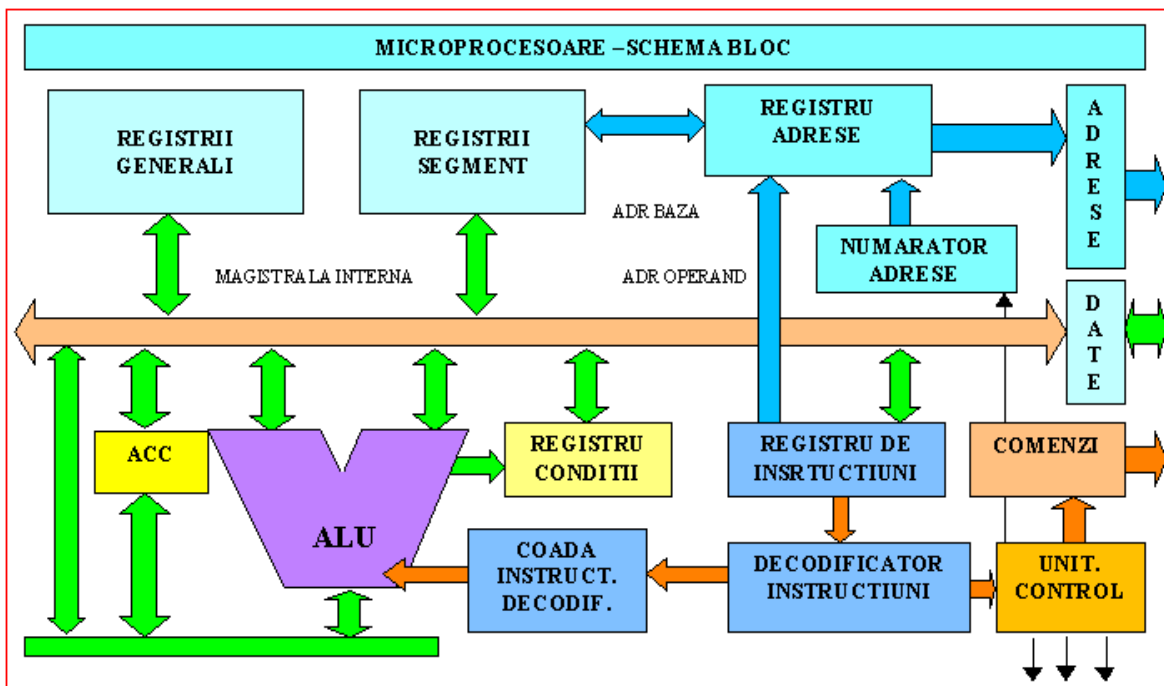 MICROPROCESOARE –SCHEMA BLOC
REGISTRII
GENERALI
REGISTRII
SEGMENT
REGISTRU
ADRESE
A
D
R
E
S
E
ADR BAZA
NUMARATOR
ADRESE
MAGISTRALA INTERNA
ADR OPERAND
D
A
T
E
ACC
ALU
REGISTRU
CONDITII
REGISTRU DE
INSRTUCTIUNI
COMENZI
COADA
INSTRUCT.
DECODIF.
DECODIFICATOR
INSTRUCTIUNI
UNIT.
CONTROL